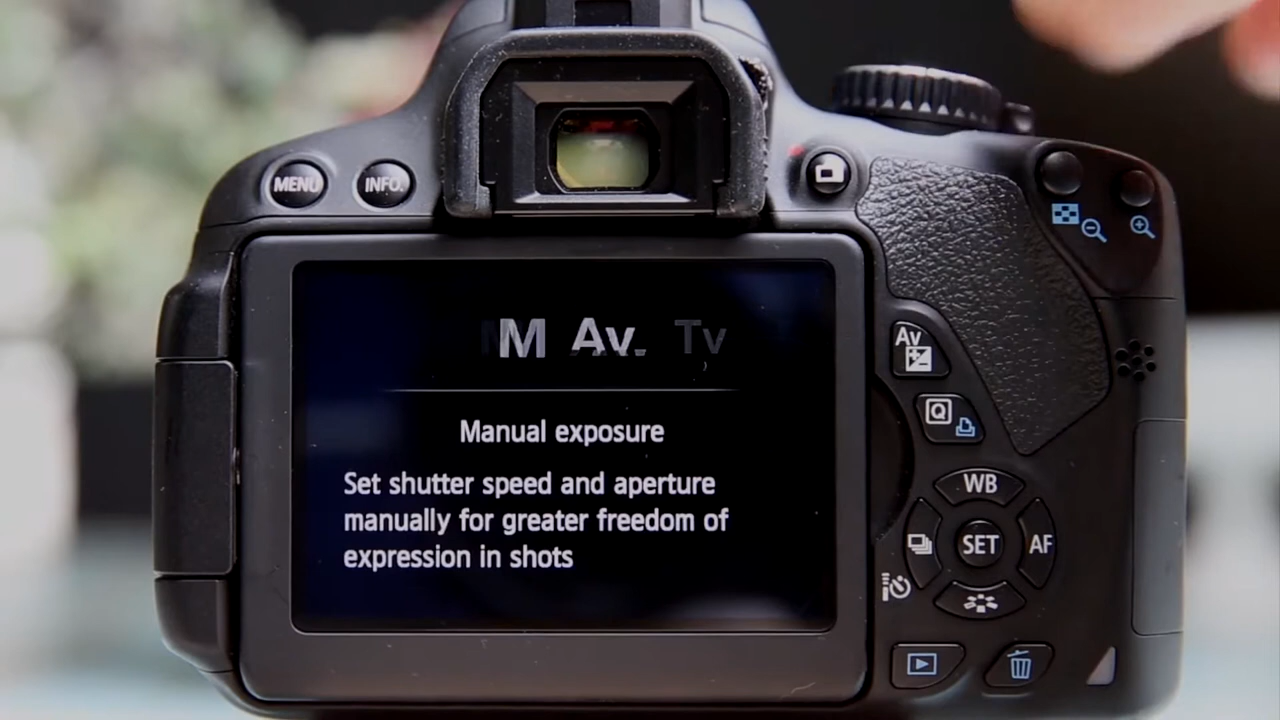 MENU
INFO.
M Av Tv
Manual exposure
Set shutter speed and aperture
manually for greater freedom of
expression in shots
Av
Q
WB
SET
AF